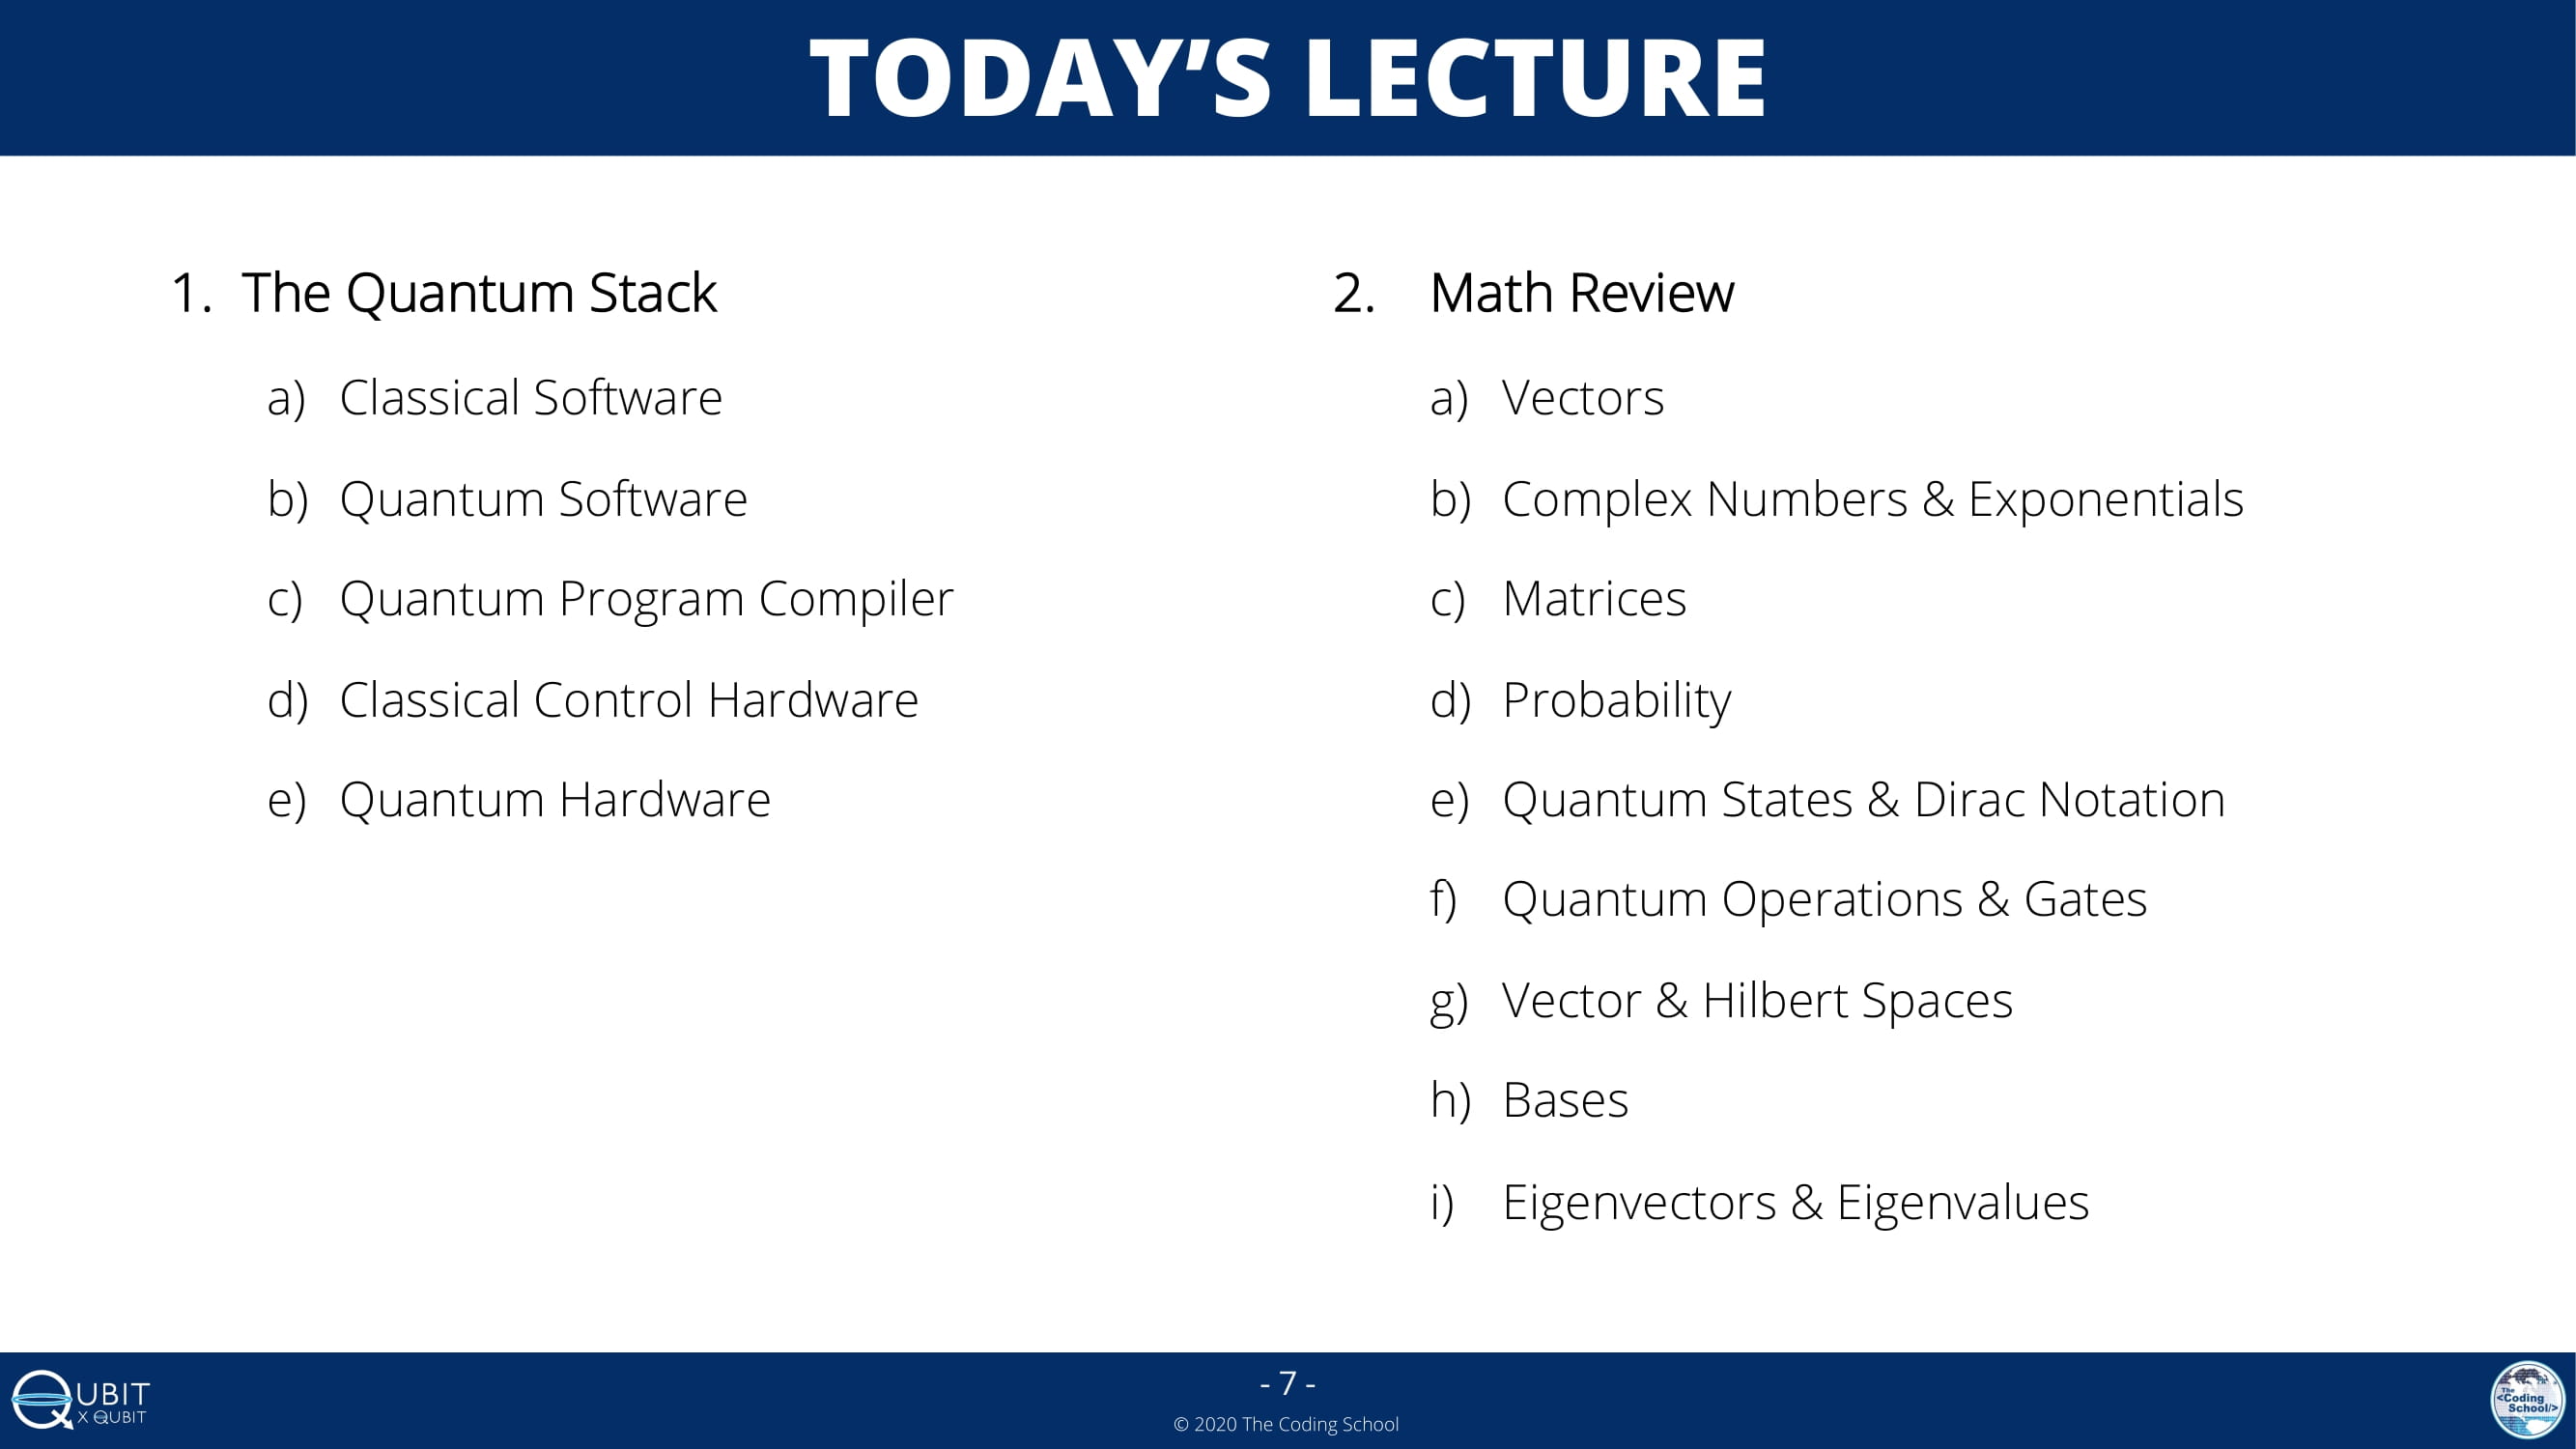 TODAY’S LECTURE
1. The Quantum Stack
a) Classical Software
b) Quantum Software
c) Quantum Program Compiler
d) Classical Control Hardware
e) Quantum Hardware
2. Math Review
a) Vectors
b) Complex Numbers & Exponentials
c) Matrices
d) Probability
e) Quantum States & Dirac Notation
f) Quantum Operations & Gates
g) Vector & Hilbert Spaces
h) Bases
i) Eigenvectors & Eigenvalues
QUBIT
X QUBIT
- 7 -
© 2020 The Coding School
The
<Coding
School/>